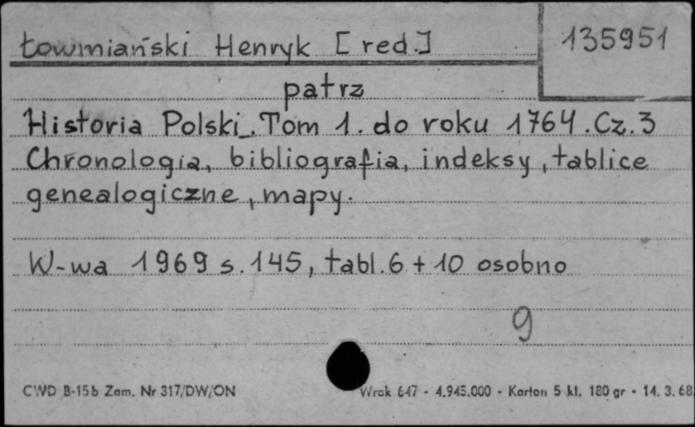 Łowmiański Henryk [red.]
135951
patrz
Historia Polski. Tom 1. do roku 1764. Cz. 3
Chronologia, bibliografia, indeksy, tablice
genealogiczne, mapy.
W-wa 1969 s. 145, tabl. 6 + 10 osobno
9
CWD B-15b Zam. Nr 317/DW/ON
Wrak 647 - 4.945.000 - Karton 5 kl. 180 gr - 14. 3. 68